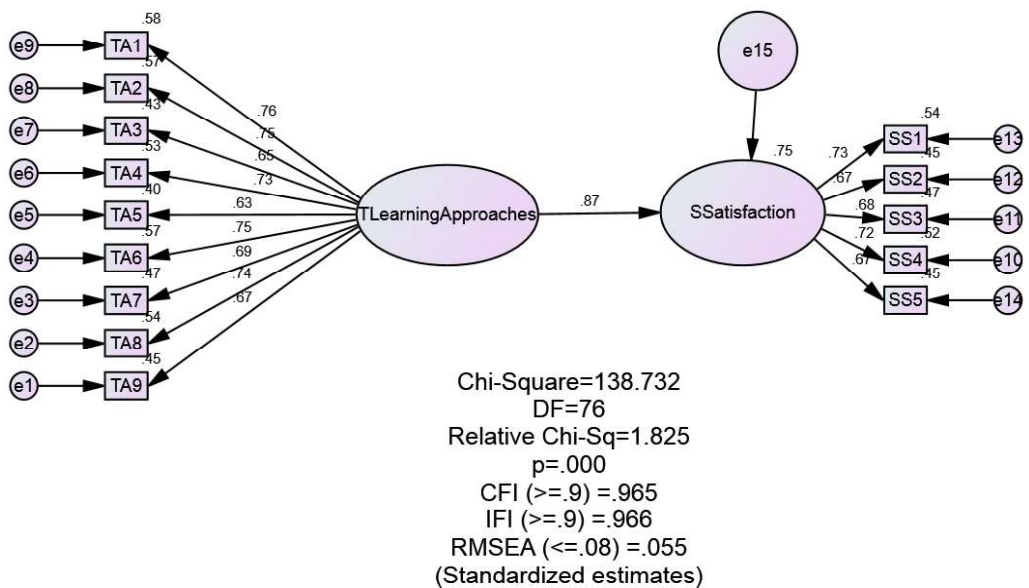 .58
e9 TA1
.57
e8 TA2
.43
e7 TA3
.53
e6 TA4
.40
e5 TA5
.57
e4 TA6
.47
e3 TA7
.54
e2 TA8
.45
e1 TA9
.76
.75
.65
.73
.63
.75
.69
.74
.67
TLearningApproaches
.87
e15
.75
SSatisfaction
.73
.67
.68
.72
.67
.54
SS1 e13
.45
SS2 e12
.47
SS3 e11
.52
SS4 e10
.45
SS5 e14
Chi-Square=138.732
DF=76
Relative Chi-Sq=1.825
p=.000
CFI (>=.9) =.965
IFI (>=.9) =.966
RMSEA (<=.08) =.055
(Standardized estimates)